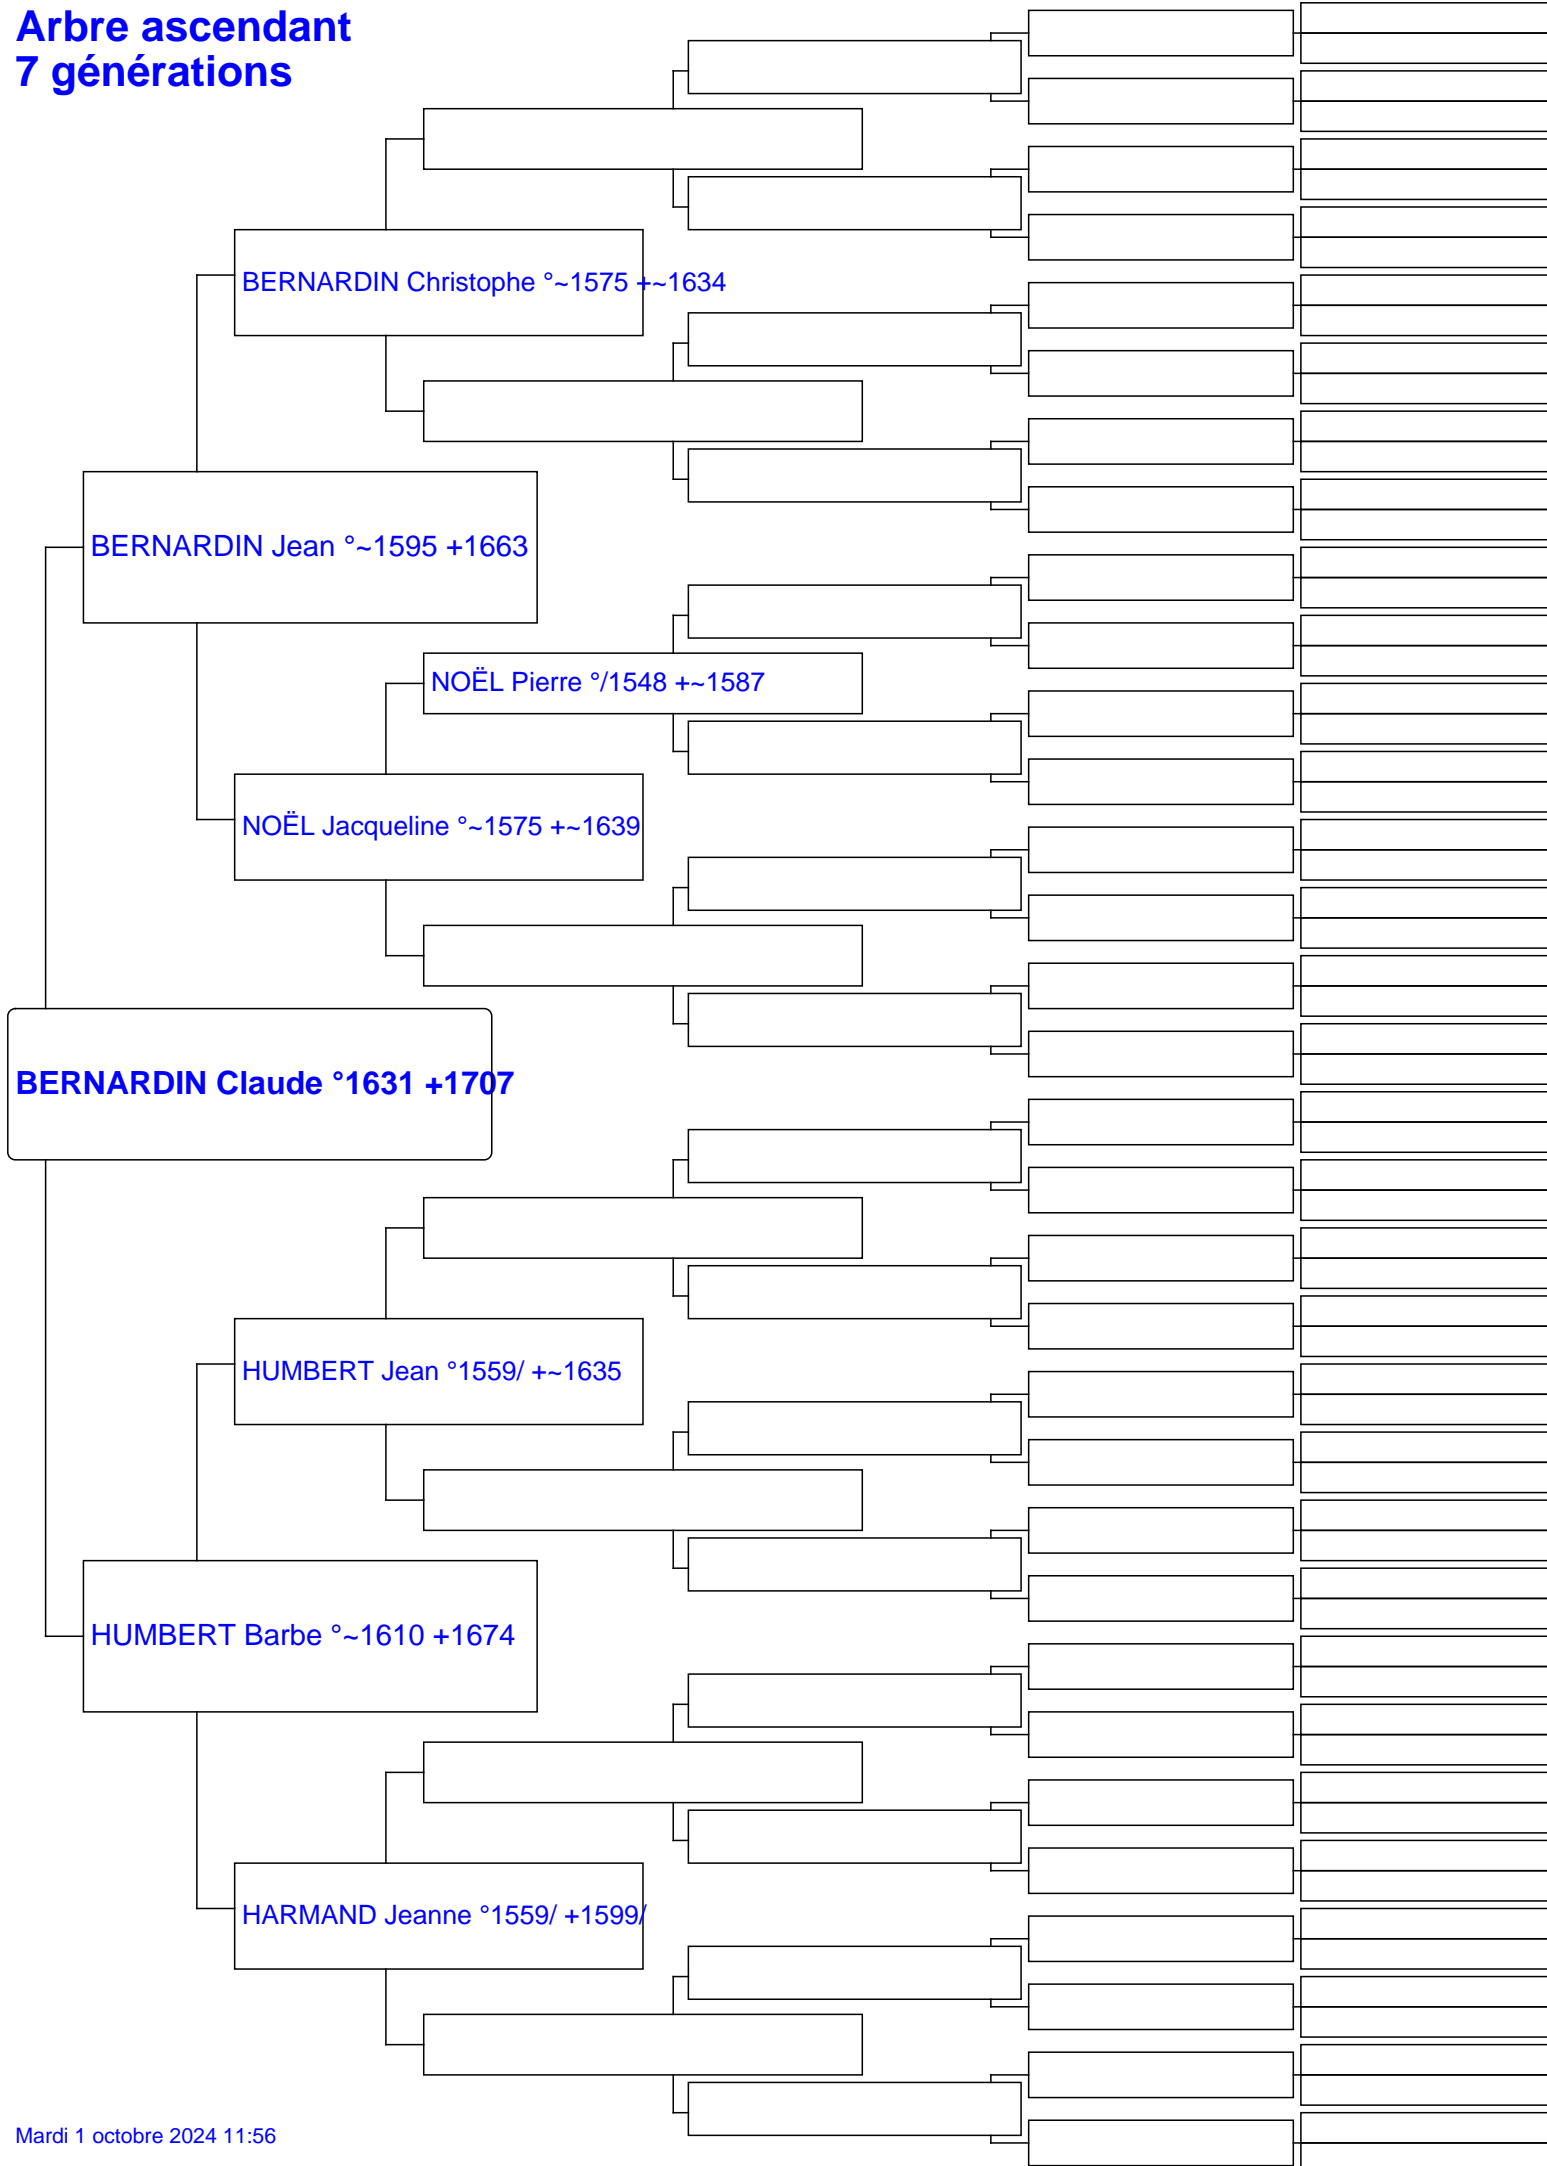 Arbre ascendant
7 générations
BERNARDIN Christophe °~1575 +~1634
BERNARDIN Jean °~1595 +1663
NOËL Pierre °/1548 +~1587
NOËL Jacqueline °~1575 +~1639
BERNARDIN Claude °1631 +1707
HUMBERT Jean °1559/ +~1635
HUMBERT Barbe °~1610 +1674
HARMAND Jeanne °1559/ +1599/
Mardi 1 octobre 2024 11:56